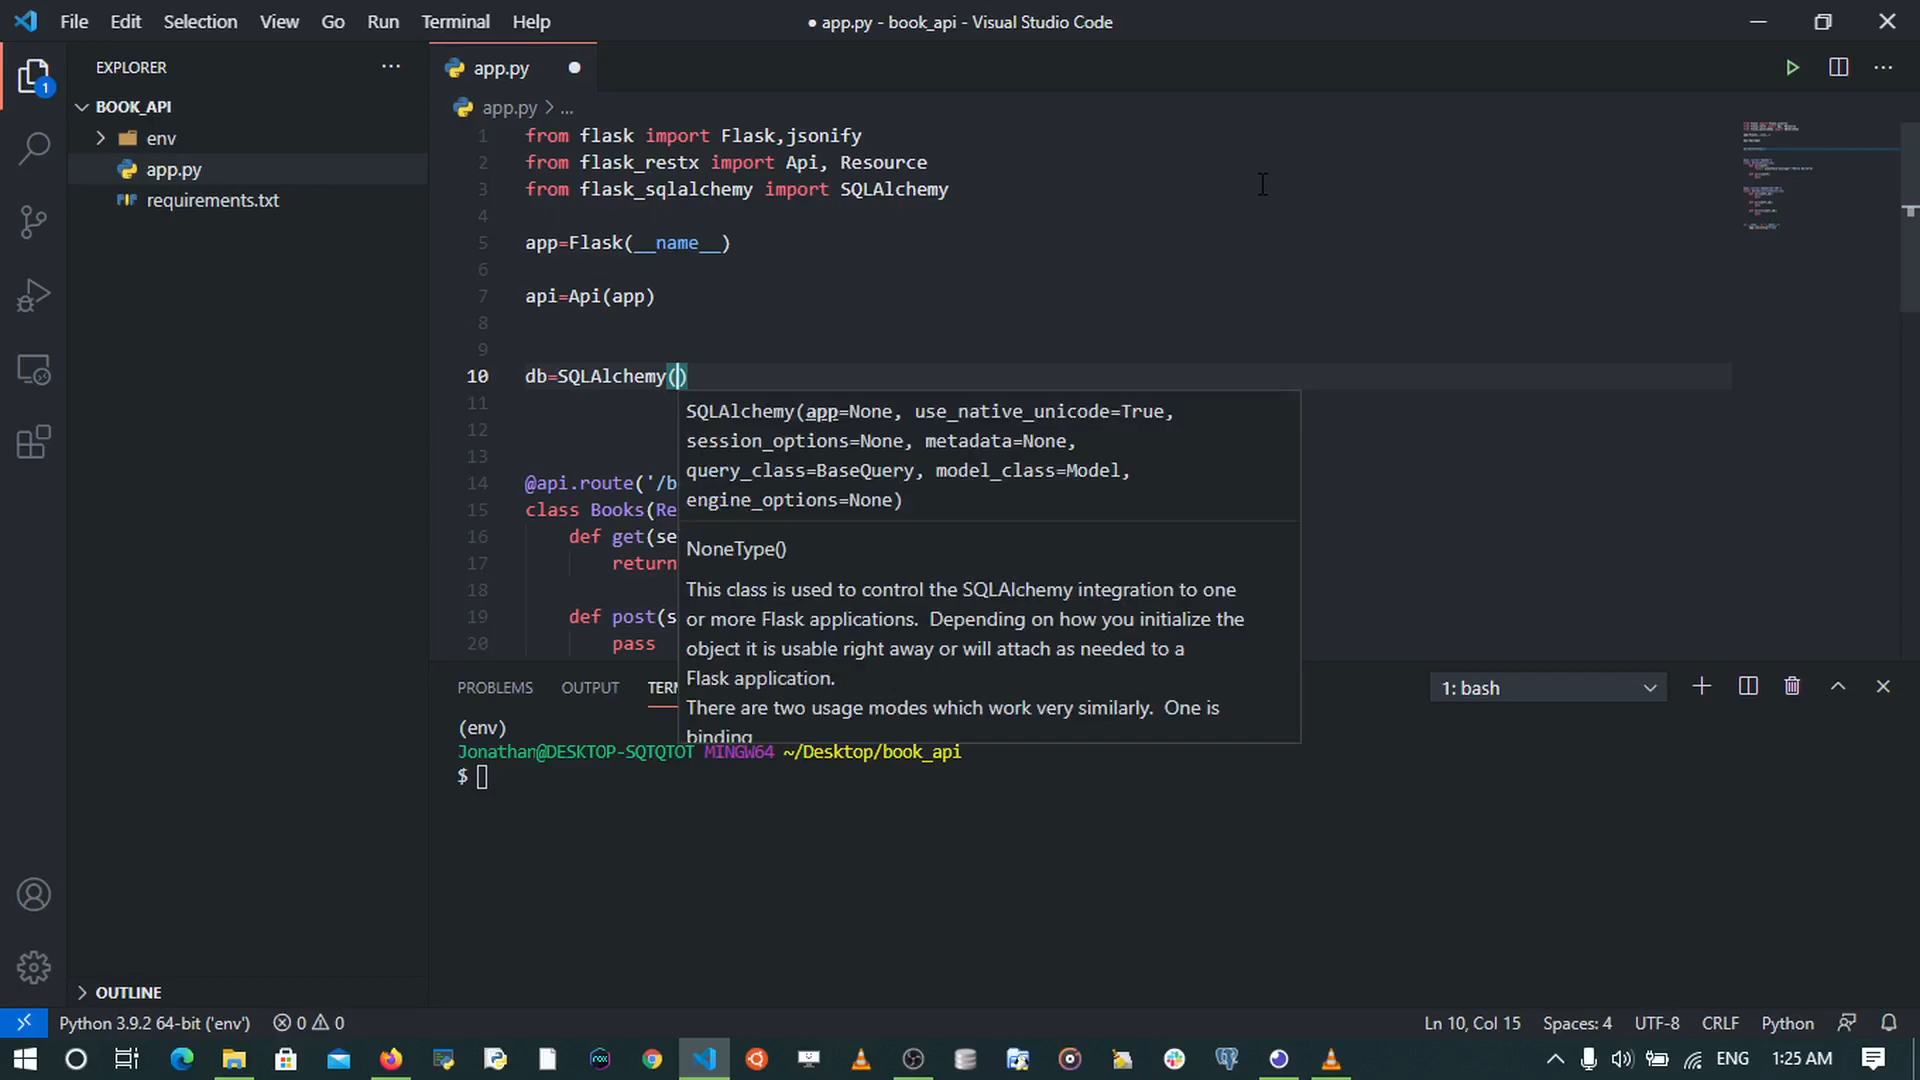 File Edit Selection View Go Run Terminal Help
● app.py - book_api - Visual Studio Code
EXPLORER
1
BOOK_API
env
app.py
requirements.txt
OUTLINE
app.py
app.py > ...
1 from flask import Flask,jsonify
2 from flask_restx import Api, Resource
3 from flask_sqlalchemy import SQLAlchemy
4
5 app=Flask(__name__)
6
7 api=Api(app)
8
9
10 db=SQLAlchemy()
11
12
13
14 @api.route('/b
15 class Books(Re
16 def get(se
17 return
18
19 def post(s
20 pass
SQLAlchemy(app=None, use_native_unicode=True,
session_options=None, metadata=None,
query_class=BaseQuery, model_class=Model,
engine_options=None)
NoneType()
This class is used to control the SQLAlchemy integration to one
or more Flask applications. Depending on how you initialize the
object it is usable right away or will attach as needed to a
Flask application.
There are two usage modes which work very similarly. One is
binding
PROBLEMS OUTPUT TERM
1: bash
(env)
Jonathan@DESKTOP-SQTQTOT MINGW64 ~/Desktop/book_api
$
Python 3.9.2 64-bit ('env') 0 0
Ln 10, Col 15 Spaces: 4 UTF-8 CRLF Python
ENG 1:25 AM